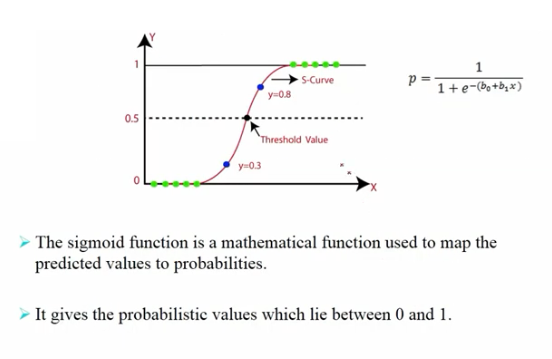 Y
1
S-Curve
y=0.8
0.5
Threshold Value
y=0.3
0
X
p = 1 / 1 + e^-(b₀+b₁x)
The sigmoid function is a mathematical function used to map the
predicted values to probabilities.
It gives the probabilistic values which lie between 0 and 1.